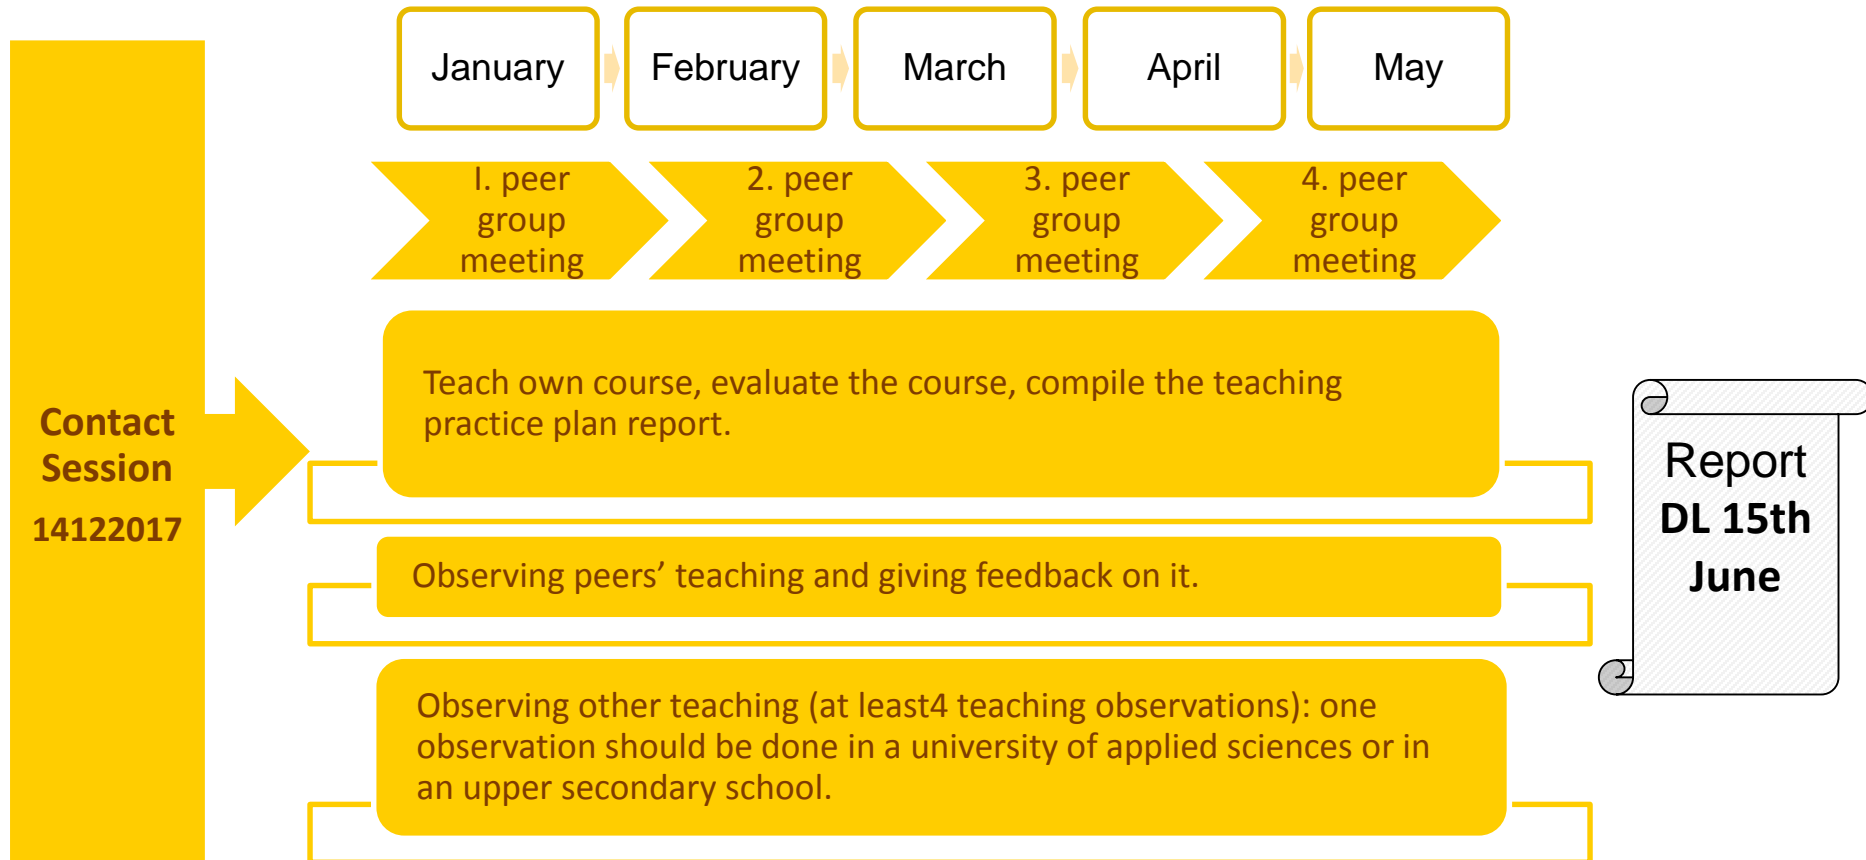 January
February
March
April
May
I. peer
group
meeting
2. peer
group
meeting
3. peer
group
meeting
4. peer
group
meeting
Contact
Session
14122017
Teach own course, evaluate the course, compile the teaching
practice plan report.
Observing peers’ teaching and giving feedback on it.
Observing other teaching (at least4 teaching observations): one
observation should be done in a university of applied sciences or in
an upper secondary school.
Report
DL 15th
June